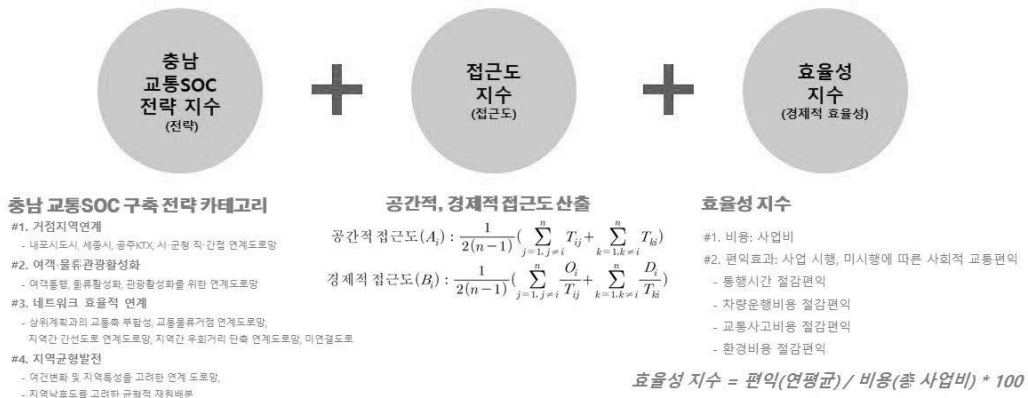 충남
교통SOC
전략 지수
(전략)
+
접근도
지수
(접근도)
+
효율성
지수
(경제적 효율성)
충남 교통SOC 구축 전략 카테고리
#1. 거점지역연계
- 내포시도시, 세종시, 공주KTX, 시·군청 직·간접 연계도로망
#2. 여객·물류관광활성화
- 여객통행, 물류활성화, 관광활성화를 위한 연계도로망
#3. 네트워크 효율적 연계
- 상위계획과의 교통축 부합성, 교통물류거점 연계도로망,
지역간 간선도로 연계도로망, 지역간 우회거리 단축 연계도로망, 미연결도로
#4. 지역균형발전
- 여건변화 및 지역특성을 고려한 연계 도로망,
- 지역낙후도를 고려한 균형적 재원배분
공간적, 경제적 접근도 산출
공간적 접근도(A_i) : \frac{1}{2(n-1)}(\sum_{j=1, j≠i}^{n} T_{ij} + \sum_{k=1, k≠i}^{n} T_{ki})
경제적 접근도(B_i) : \frac{1}{2(n-1)}(\sum_{j=1, j≠i}^{n} \frac{O_i}{T_{ij}} + \sum_{k=1, k≠i}^{n} \frac{D_i}{T_{ki}})
효율성 지수
#1. 비용: 사업비
#2. 편익효과: 사업 시행, 미시행에 따른 사회적 교통편익
- 통행시간 절감편익
- 차량운행비용 절감편익
- 교통사고비용 절감편익
- 환경비용 절감편익
효율성 지수 = 편익(연평균) / 비용(총 사업비) * 100